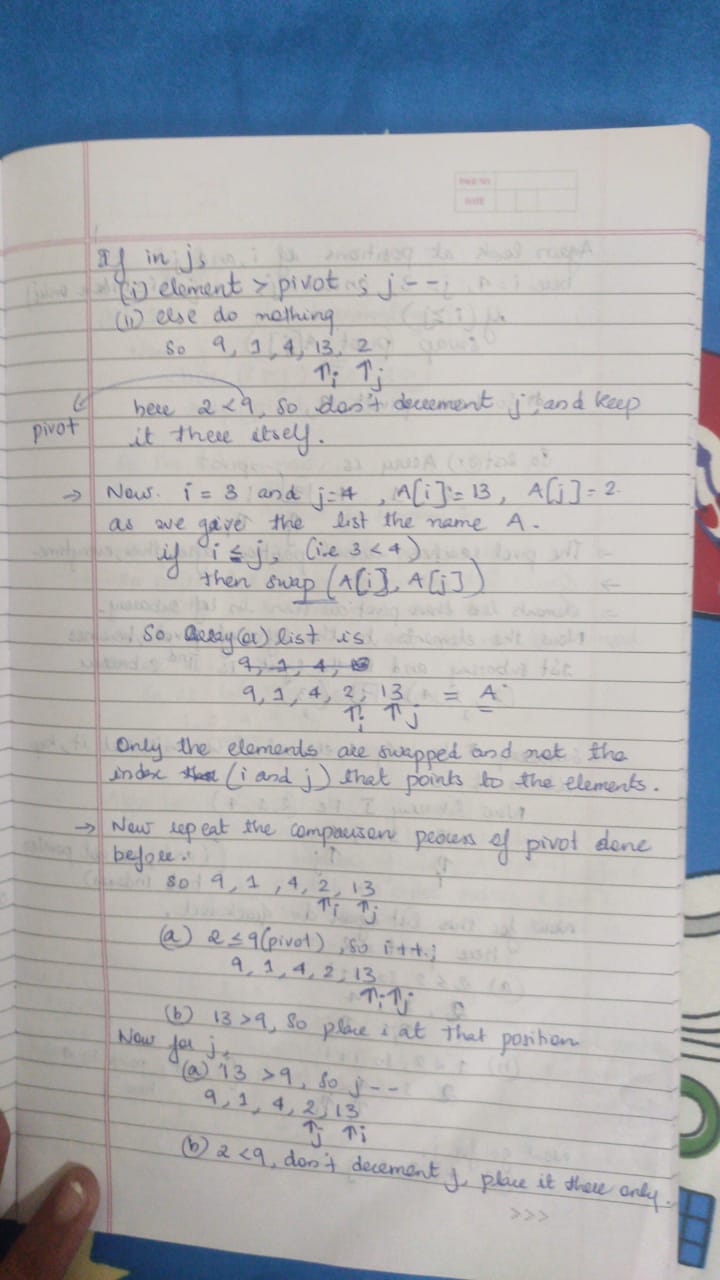 PAGE NO
DATE
If in j,
(i) element > pivot ; j--
(ii) else do nothing
so 9, 1, 4, 13, 2
↑i ↑j
pivot
here 2 < 9, so don't decrement j, and keep
it there itself.
→ Now. i = 3 and j = 4 , A[i] = 13, A[j] = 2.
as we gave the list the name A.
if i ≤ j, (i.e 3 < 4)
then swap (A[i], A[j])
So Array (or) list is
9, 1, 4,
9, 1, 4, 2, 13 = A
↑i ↑j
Only the elements are swapped and not the
index (i and j) that points to the elements.
→ Now repeat the comparison process of pivot done
before.
so 9, 1, 4, 2, 13
↑i ↑j
(a) 2 ≤ 9(pivot), so i++;
9, 1, 4, 2, 13
↑i ↑j
(b) 13 > 9, so place i at that position
Now for j,
(a) 13 > 9, so j--
9, 1, 4, 2, 13
↑j ↑i
(b) 2 < 9, don't decement j, place it there only.
>>>